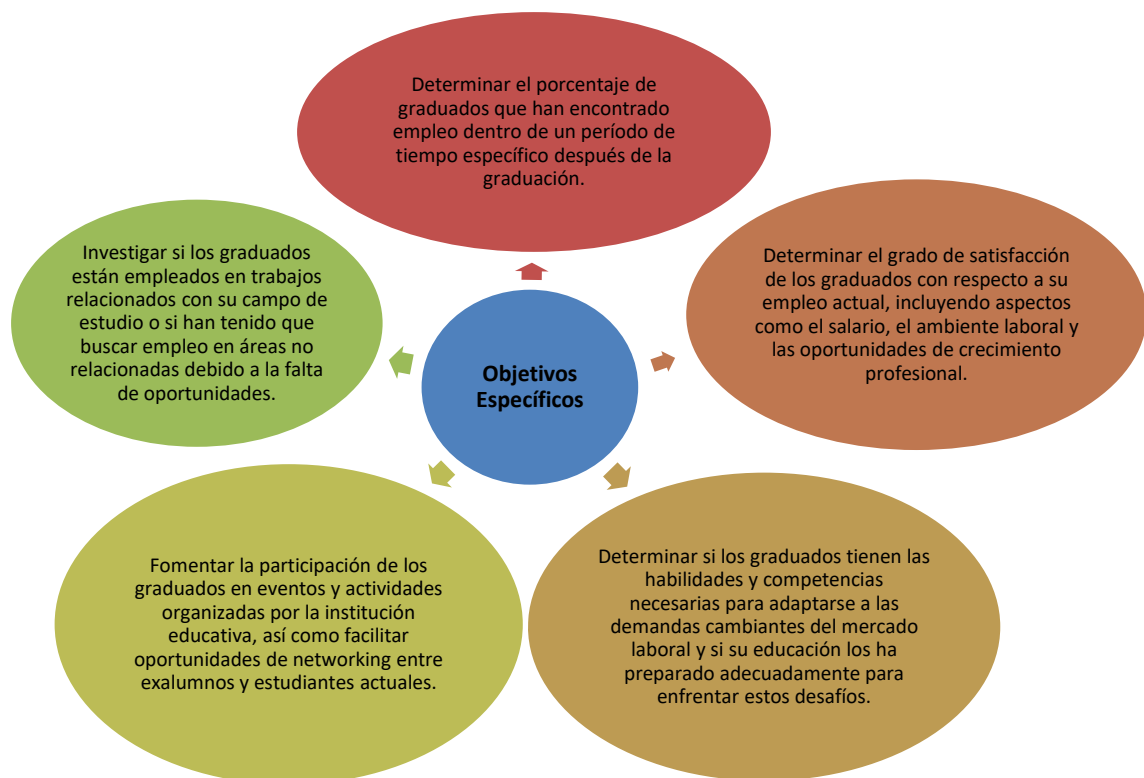 Determinar el porcentaje de
graduados que han encontrado
empleo dentro de un período de
tiempo específico después de la
graduación.
Determinar el grado de satisfacción
de los graduados con respecto a su
empleo actual, incluyendo aspectos
como el salario, el ambiente laboral y
las oportunidades de crecimiento
profesional.
Determinar si los graduados tienen las
habilidades y competencias
necesarias para adaptarse a las
demandas cambiantes del mercado
laboral y si su educación los ha
preparado adecuadamente para
enfrentar estos desafíos.
Fomentar la participación de los
graduados en eventos y actividades
organizadas por la institución
educativa, así como facilitar
oportunidades de networking entre
exalumnos y estudiantes actuales.
Investigar si los graduados
están empleados en trabajos
relacionados con su campo de
estudio o si han tenido que
buscar empleo en áreas no
relacionadas debido a la falta
de oportunidades.
Objetivos
Específicos